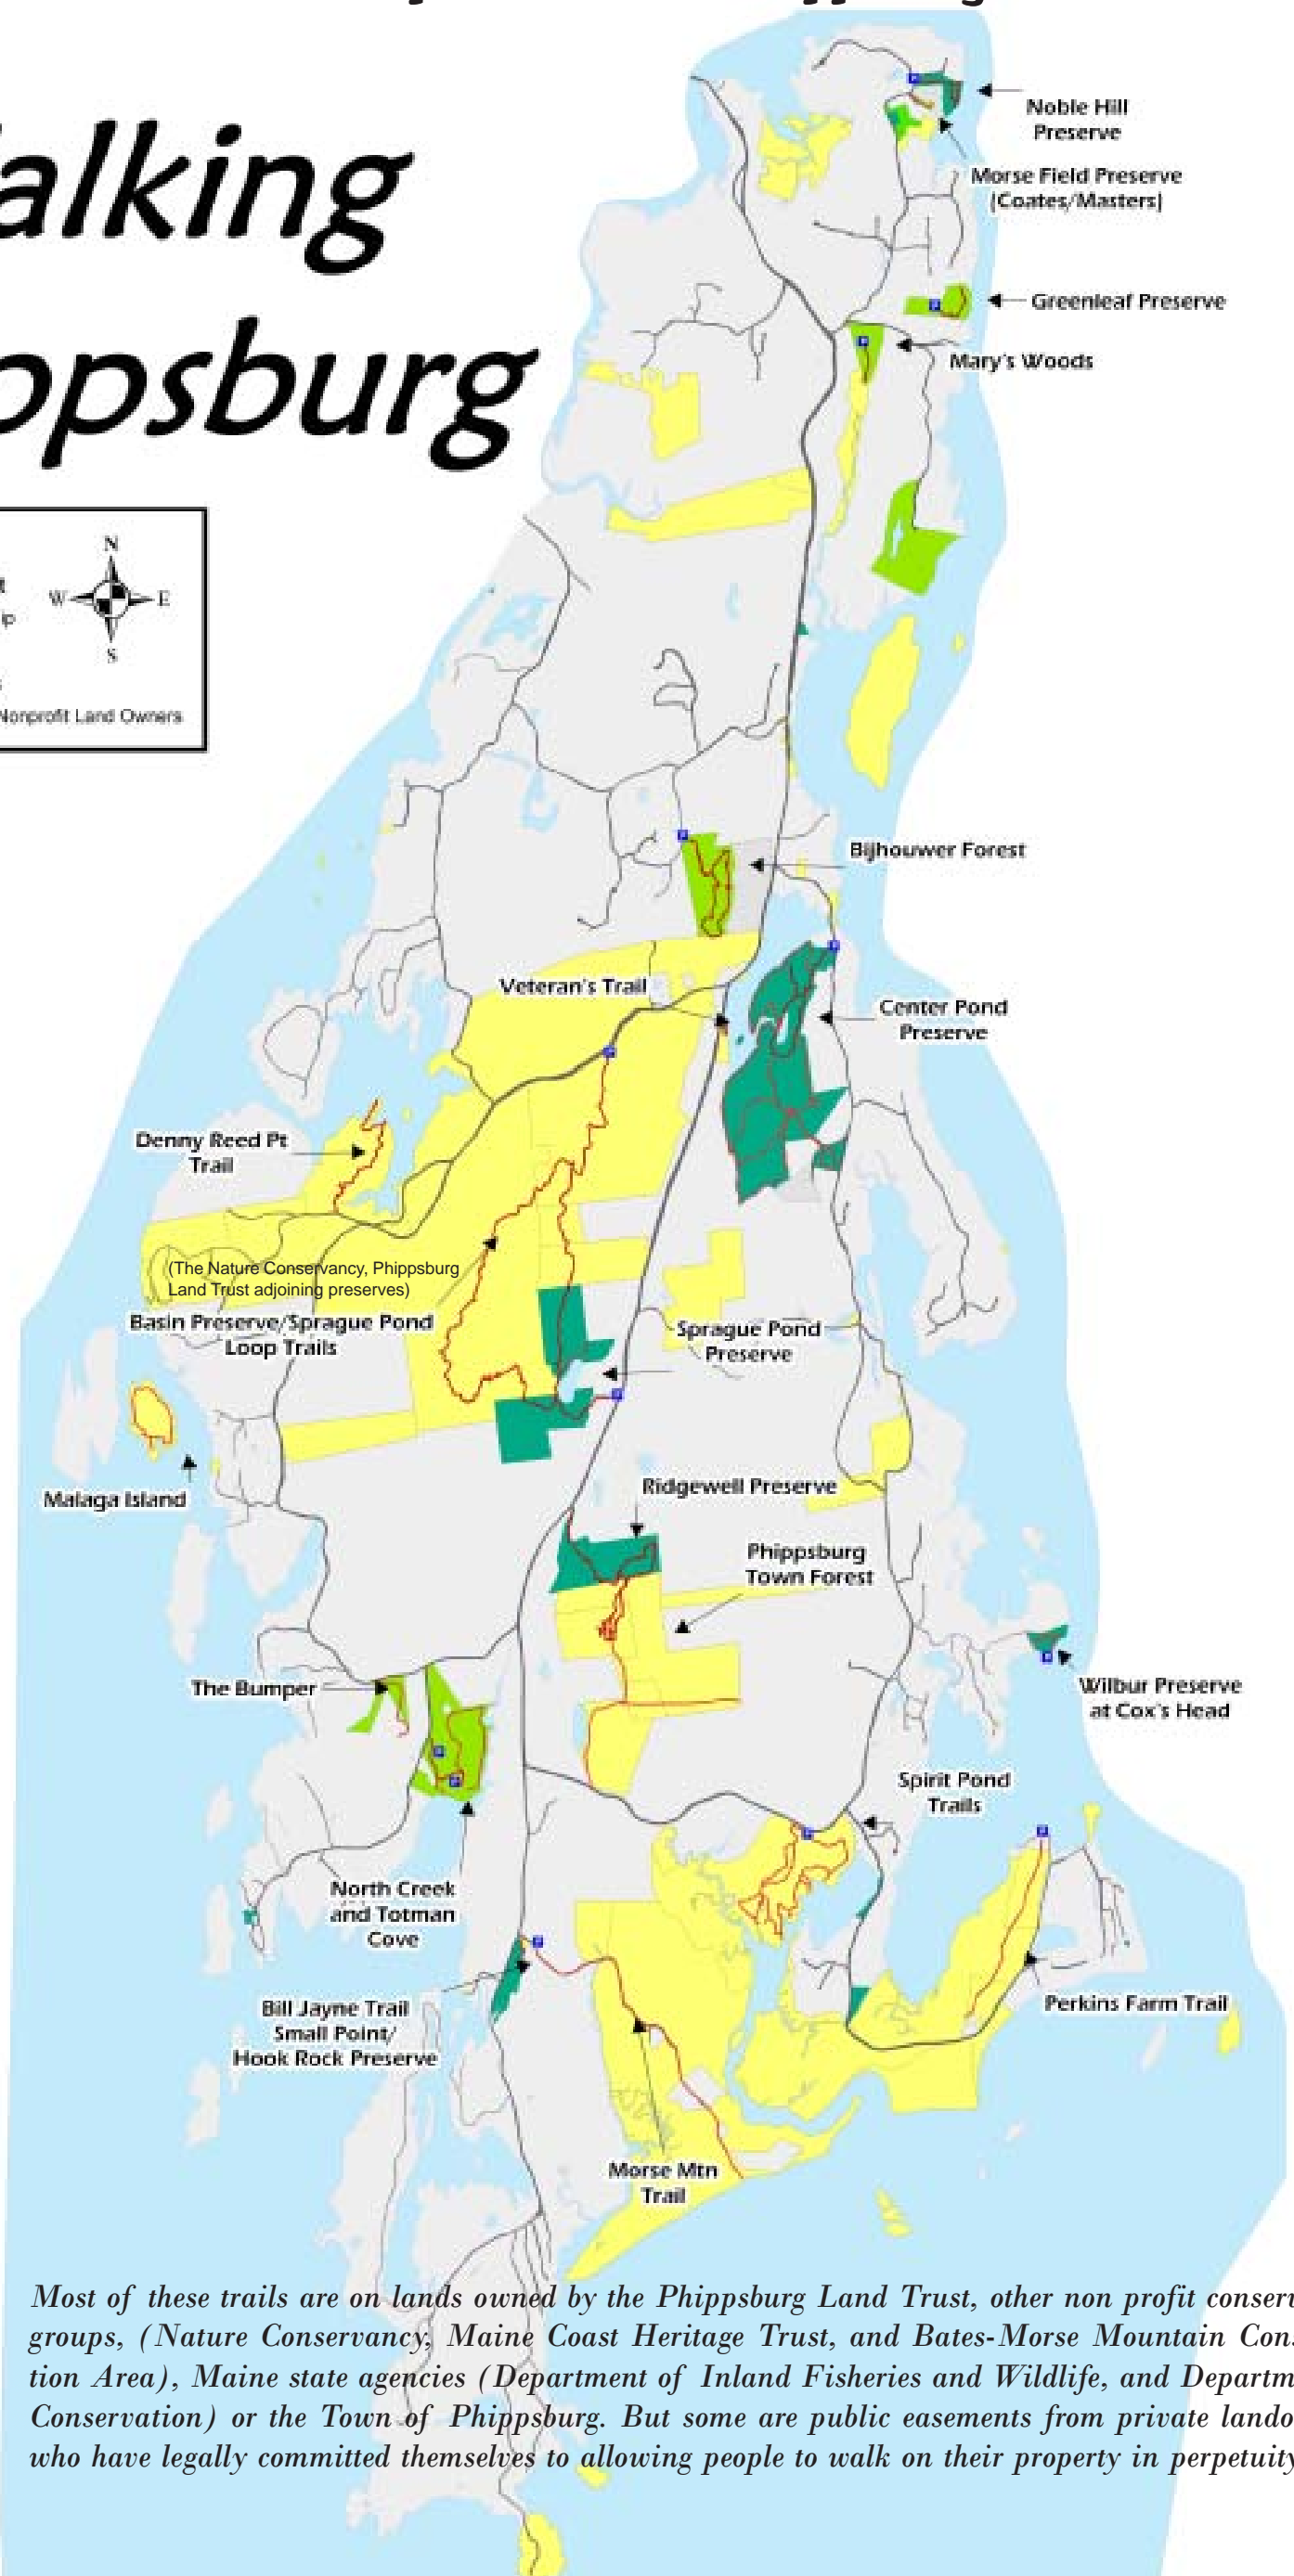 Noble Hill
Preserve
Morse Field Preserve
(Coates/Masters)
Greenleaf Preserve
Mary's Woods
N
W
E
S
Nonprofit Land Owners
Bijhouwer Forest
Veteran's Trail
Center Pond
Preserve
Denny Reed Pt
Trail
(The Nature Conservancy, Phippsburg
Land Trust adjoining preserves)
Basin Preserve/Sprague Pond
Loop Trails
Sprague Pond
Preserve
Malaga Island
Ridgewell Preserve
Phippsburg
Town Forest
The Bumper
Wilbur Preserve
at Cox's Head
Spirit Pond
Trails
North Creek
and Totman
Cove
Bill Jayne Trail
Small Point/
Hook Rock Preserve
Perkins Farm Trail
Morse Mtn
Trail
Most of these trails are on lands owned by the Phippsburg Land Trust, other non profit conserv
groups, (Nature Conservancy, Maine Coast Heritage Trust, and Bates-Morse Mountain Con
tion Area), Maine state agencies (Department of Inland Fisheries and Wildlife, and Departm
Conservation) or the Town of Phippsburg. But some are public easements from private lando
who have legally committed themselves to allowing people to walk on their property in perpetuity